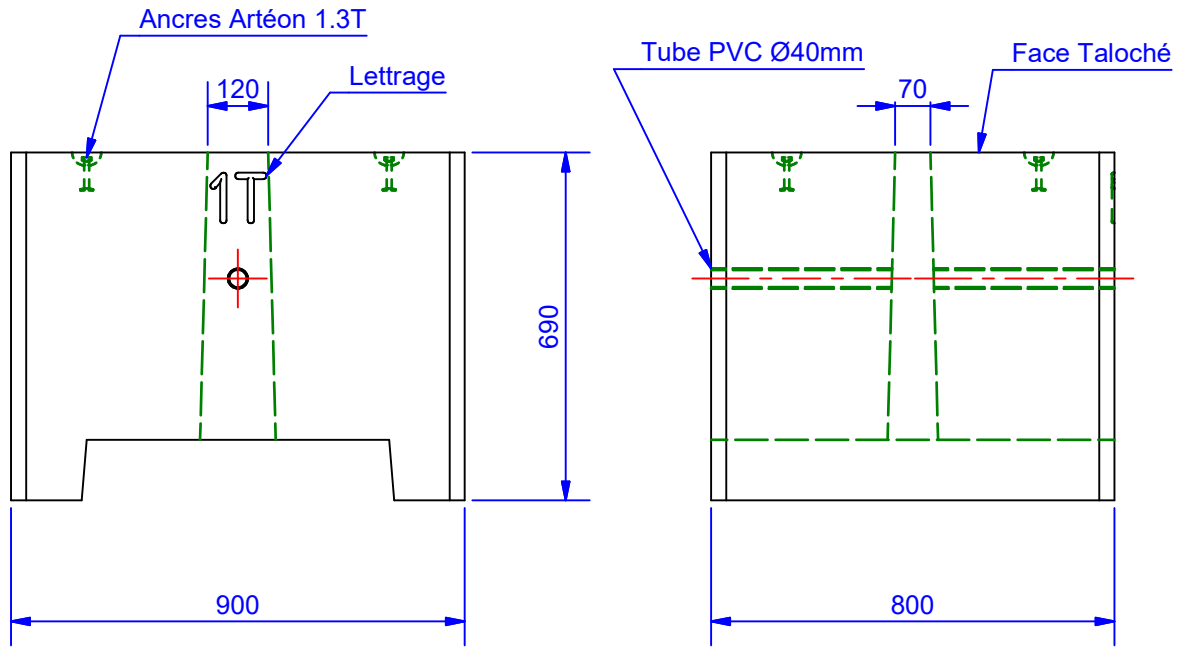 Ancres Artéon 1.3T
Lettrage
120
1T
690
900
Tube PVC Ø40mm
Face Taloché
70
800